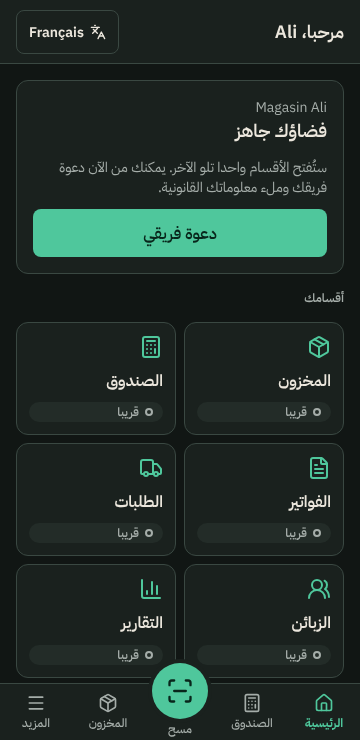 مرحبا، Ali
Français
Magasin Ali
فضاؤك جاهز
ستُفتح الأقسام واحدا تلو الآخر. يمكنك من الآن دعوة
فريقك وملء معلوماتك القانونية.
دعوة فريقي
أقسامك
المخزون
قريبا
الصندوق
قريبا
الفواتير
قريبا
الطلبات
قريبا
الزبائن
قريبا
التقارير
قريبا
الرئيسية
الصندوق
مسح
المخزون
المزيد